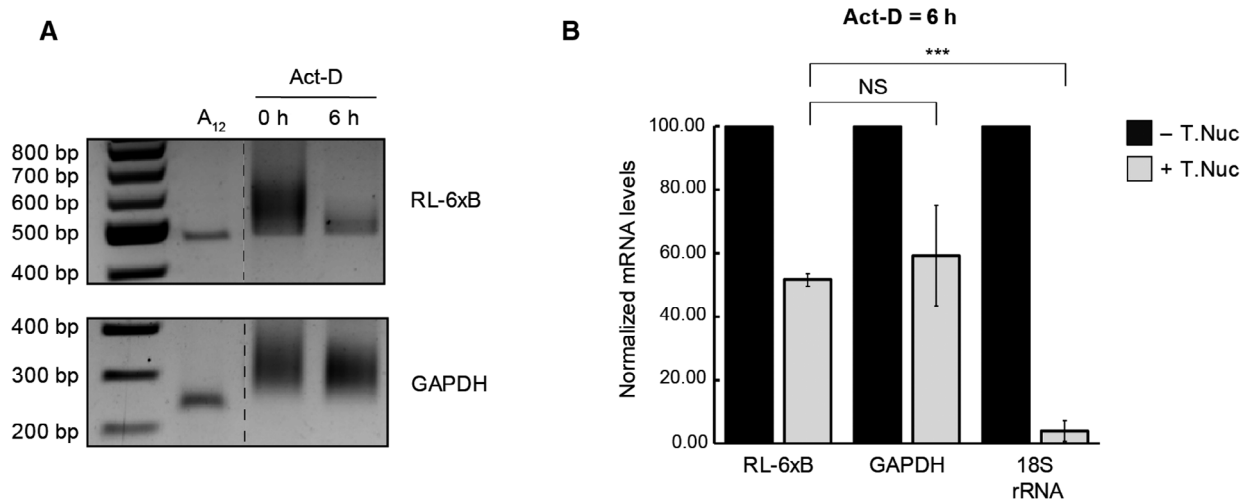 A
Act-D
A12
0 h
6 h
800 bp
700 bp
600 bp
500 bp
400 bp
RL-6xB
400 bp
300 bp
200 bp
GAPDH
B
Act-D = 6 h
***
NS
– T.Nuc
+ T.Nuc
Normalized mRNA levels
100.00
80.00
60.00
40.00
20.00
0.00
RL-6xB
GAPDH
18S
rRNA